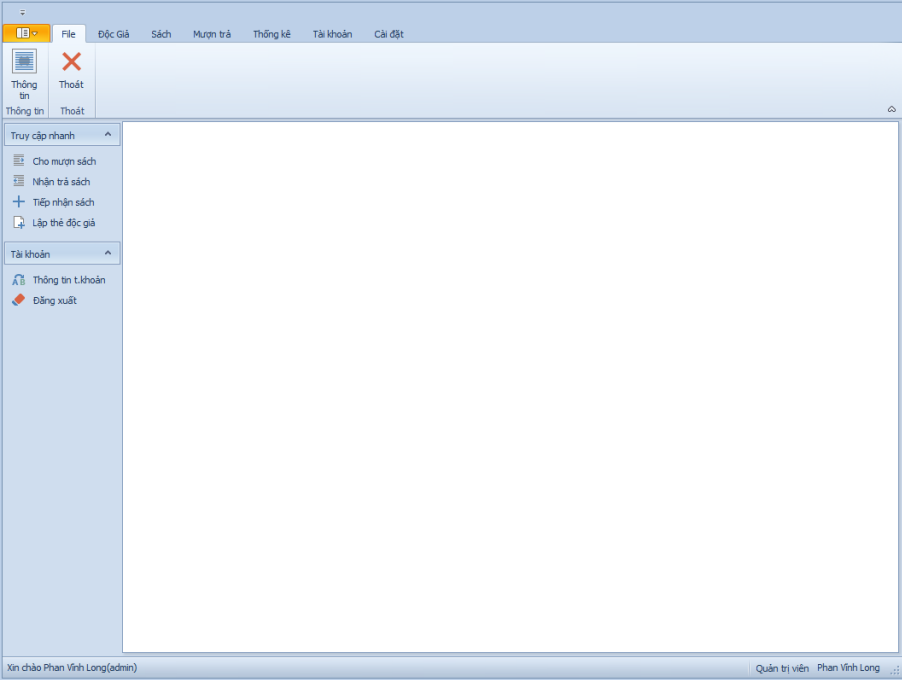 File Độc Giả Sách Mượn trả Thống kê Tài khoản Cài đặt
Thông tin
Thoát
Thông tin Thoát
Truy cập nhanh
Cho mượn sách
Nhận trả sách
Tiếp nhận sách
Lập thẻ độc giả
Tài khoản
Thông tin t.khoản
Đăng xuất
Xin chào Phan Vĩnh Long(admin) Quản trị viên Phan Vĩnh Long